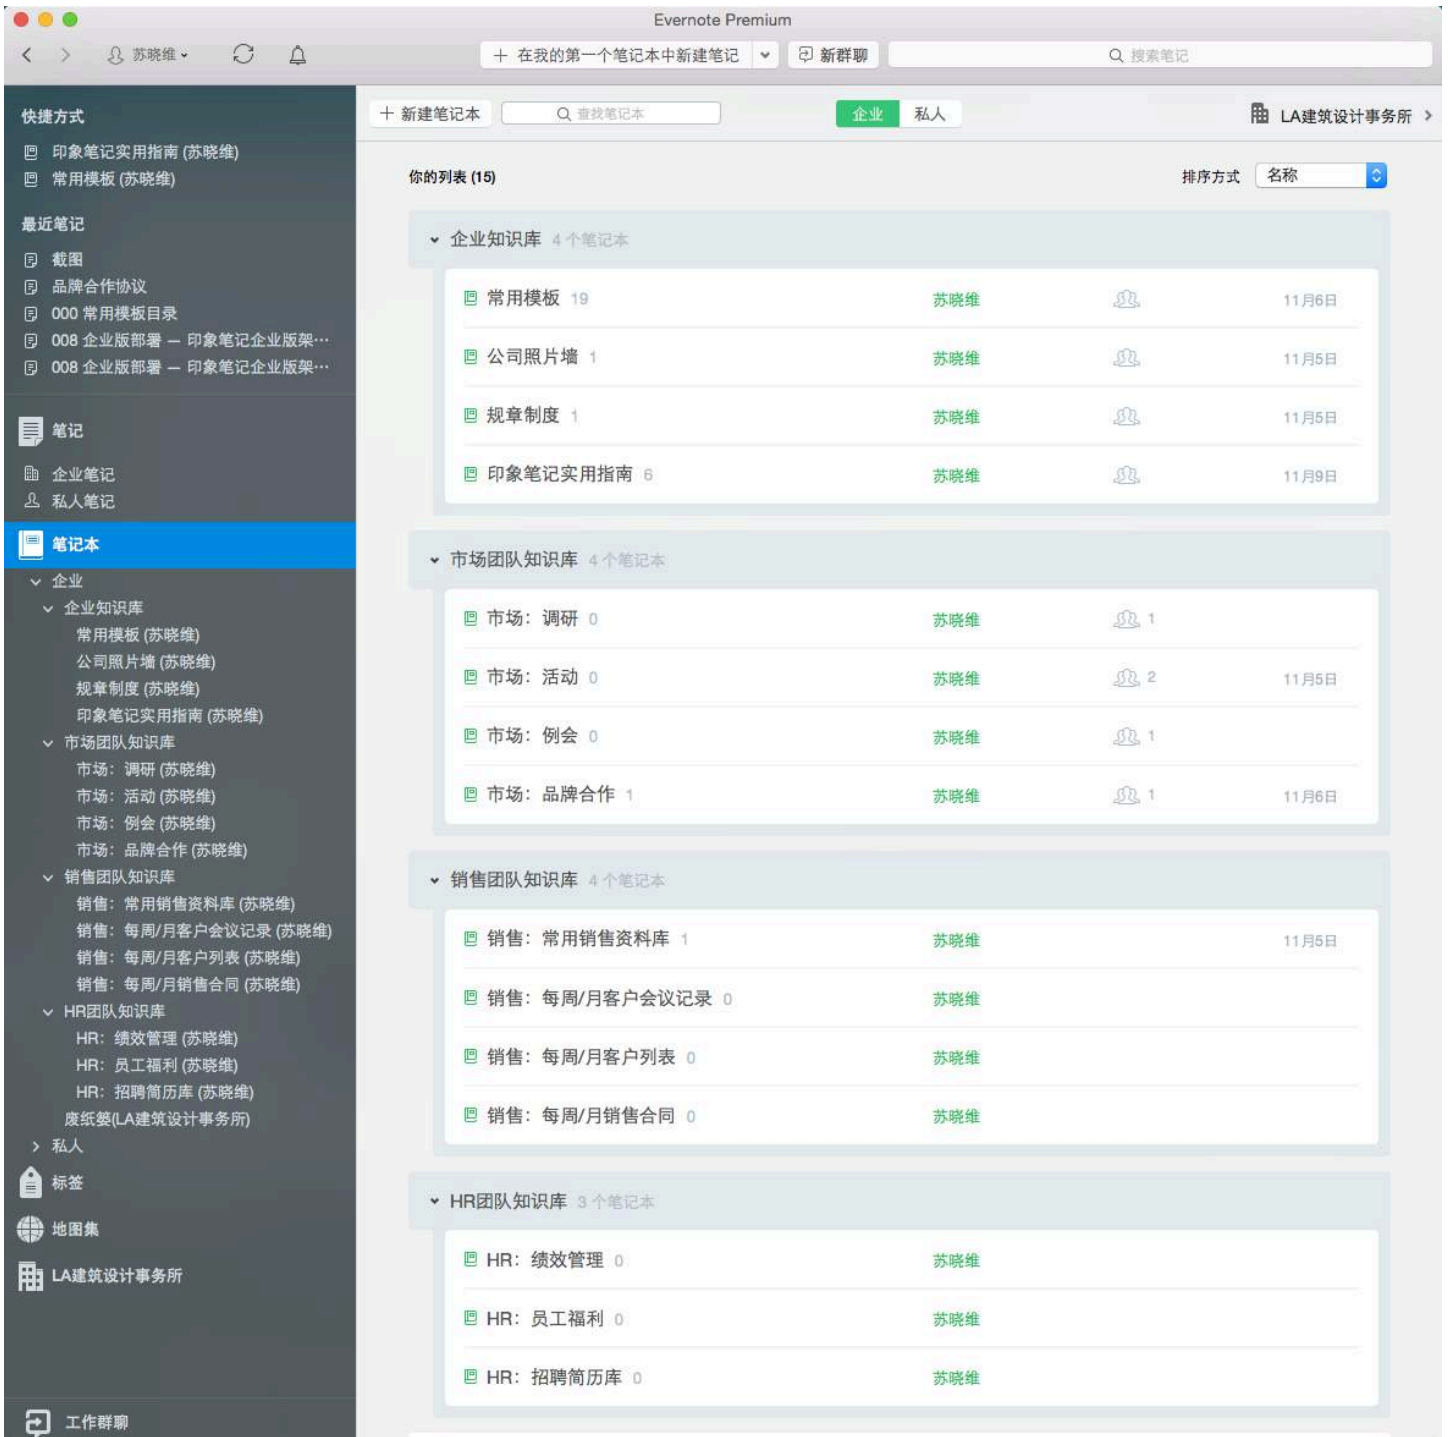 Evernote Premium
苏晓维
+ 在我的第一个笔记本中新建笔记
新群聊
搜索笔记
快捷方式
印象笔记实用指南 (苏晓维)
常用模板 (苏晓维)
最近笔记
截图
品牌合作协议
000 常用模板目录
008 企业版部署 — 印象笔记企业版架…
008 企业版部署 — 印象笔记企业版架…
笔记
企业笔记
私人笔记
笔记本
企业
企业知识库
常用模板 (苏晓维)
公司照片墙 (苏晓维)
规章制度 (苏晓维)
印象笔记实用指南 (苏晓维)
市场团队知识库
市场：调研 (苏晓维)
市场：活动 (苏晓维)
市场：例会 (苏晓维)
市场：品牌合作 (苏晓维)
销售团队知识库
销售：常用销售资料库 (苏晓维)
销售：每周/月客户会议记录 (苏晓维)
销售：每周/月客户列表 (苏晓维)
销售：每周/月销售合同 (苏晓维)
HR团队知识库
HR：绩效管理 (苏晓维)
HR：员工福利 (苏晓维)
HR：招聘简历库 (苏晓维)
废纸篓(LA建筑设计事务所)
私人
标签
地图集
LA建筑设计事务所
工作群聊
+ 新建笔记本
查找笔记本
企业 私人
LA建筑设计事务所
你的列表 (15)
排序方式 名称
企业知识库 4 个笔记本
常用模板 19 苏晓维 11月6日
公司照片墙 1 苏晓维 11月5日
规章制度 1 苏晓维 11月5日
印象笔记实用指南 6 苏晓维 11月9日
市场团队知识库 4 个笔记本
市场：调研 0 苏晓维 1
市场：活动 0 苏晓维 2 11月5日
市场：例会 0 苏晓维 1
市场：品牌合作 1 苏晓维 1 11月6日
销售团队知识库 4 个笔记本
销售：常用销售资料库 1 苏晓维 11月5日
销售：每周/月客户会议记录 0 苏晓维
销售：每周/月客户列表 0 苏晓维
销售：每周/月销售合同 0 苏晓维
HR团队知识库 3 个笔记本
HR：绩效管理 0 苏晓维
HR：员工福利 0 苏晓维
HR：招聘简历库 0 苏晓维